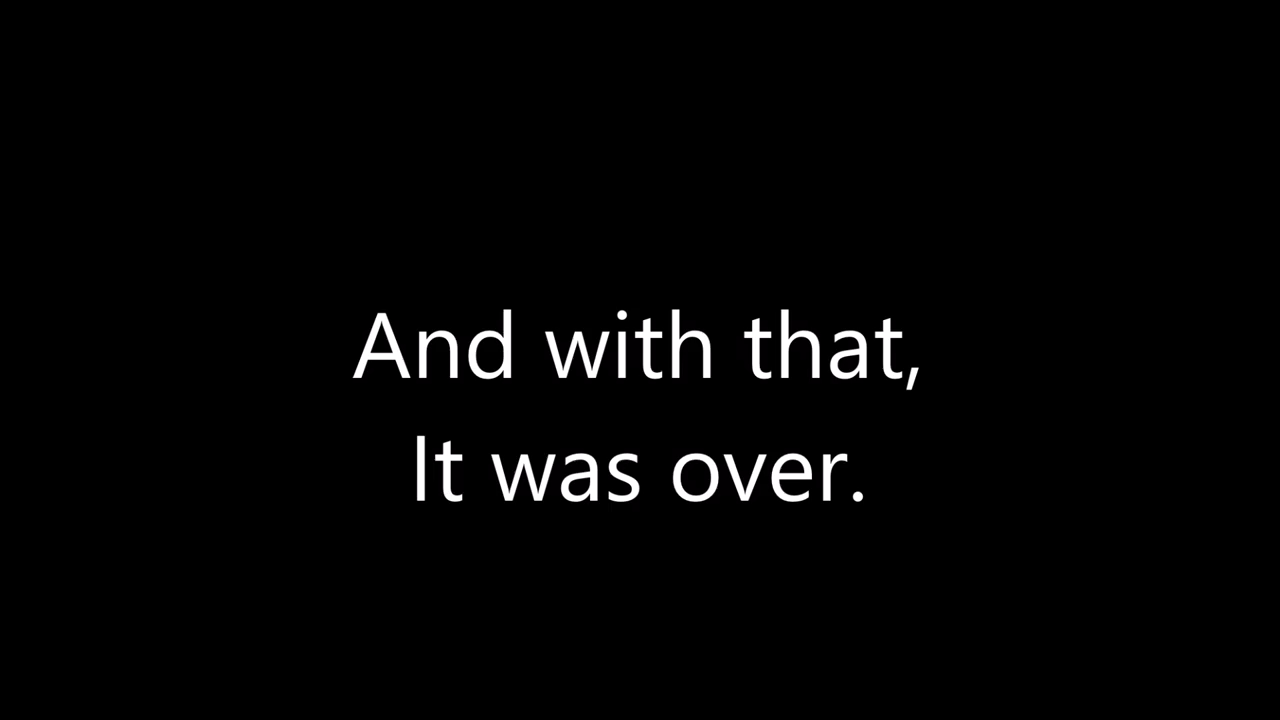 And with that,
It was over.